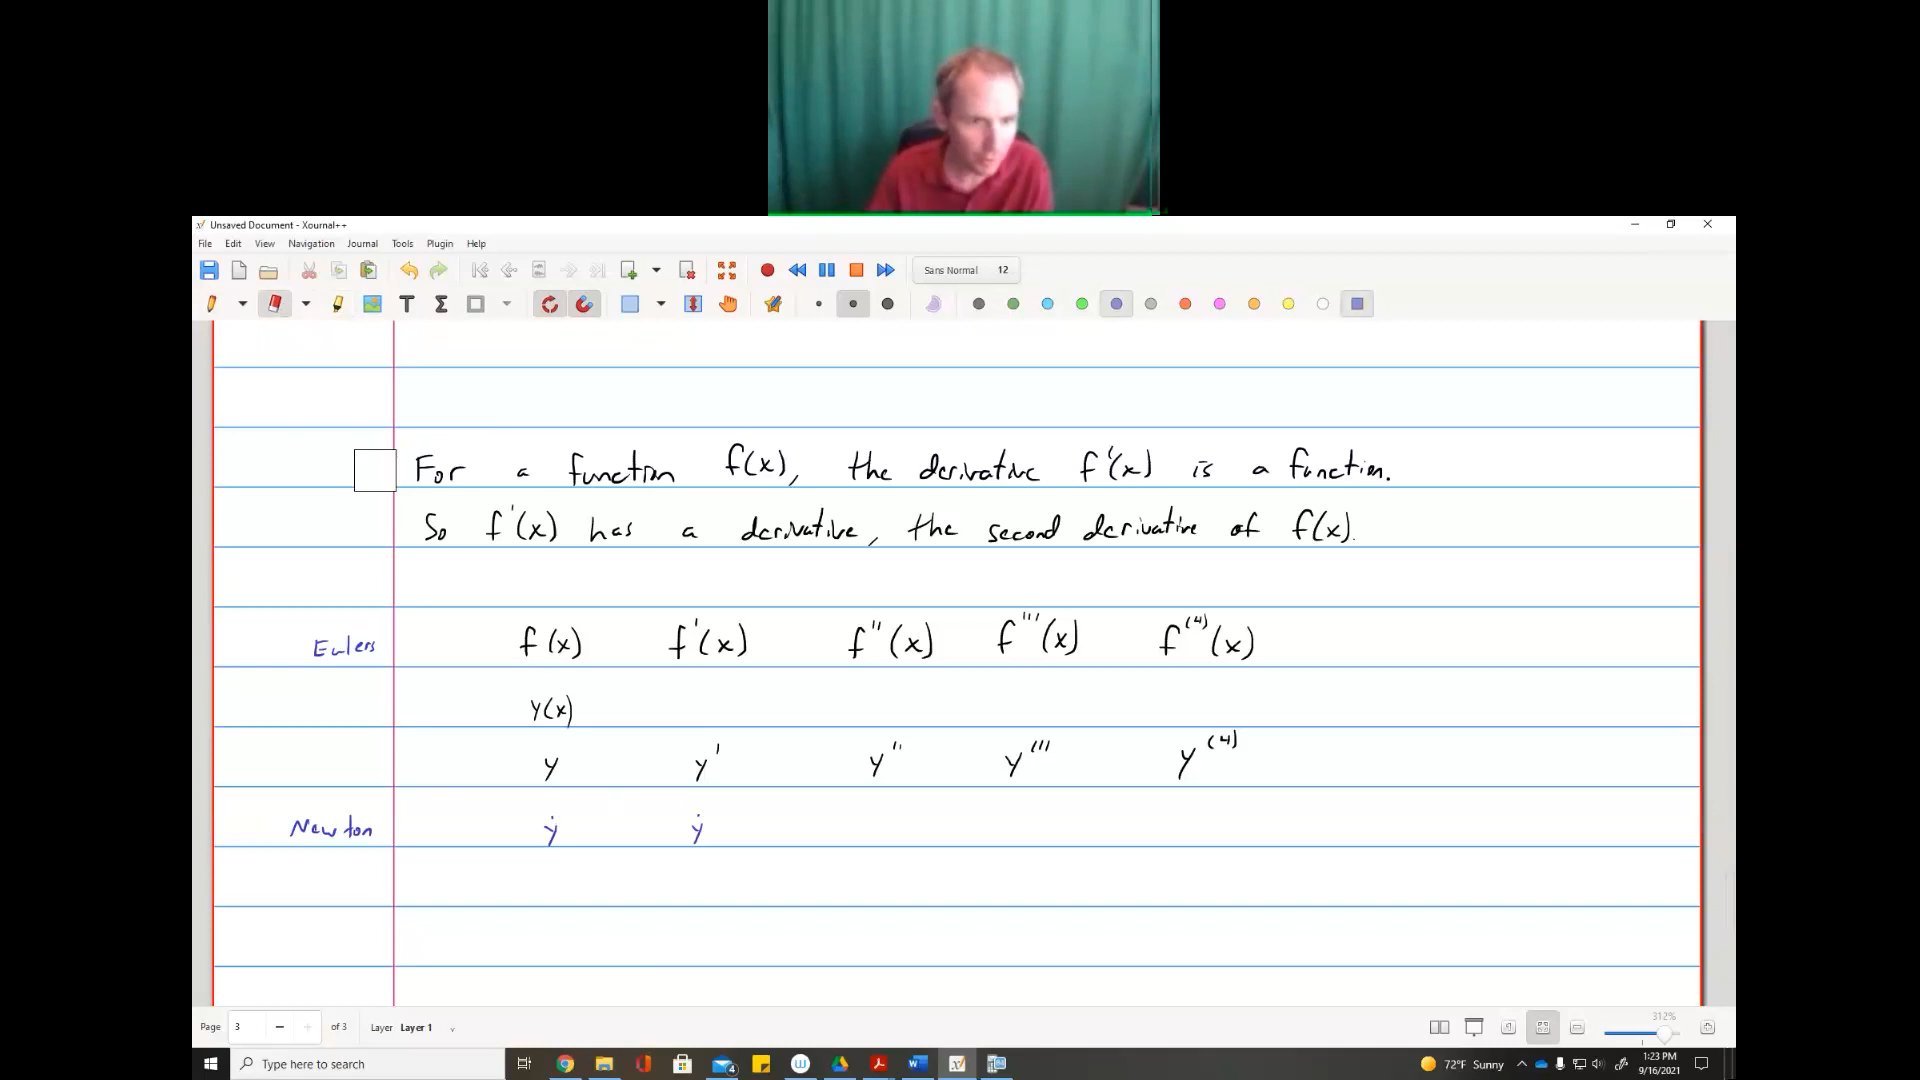 Unsaved Document - Xournal++
File Edit View Navigation Journal Tools Plugin Help
Sans Normal 12
For a function f(x), the derivative f'(x) is a function.
So f'(x) has a derivative, the second derivative of f(x).
Eulers f(x) f'(x) f''(x) f'''(x) f⁽⁴⁾(x)
y(x)
y y' y'' y''' y⁽⁴⁾
Newton ẏ ẏ
Page 3 of 3 Layer Layer 1 312%
Type here to search 4 72°F Sunny 1:23 PM
9/16/2021